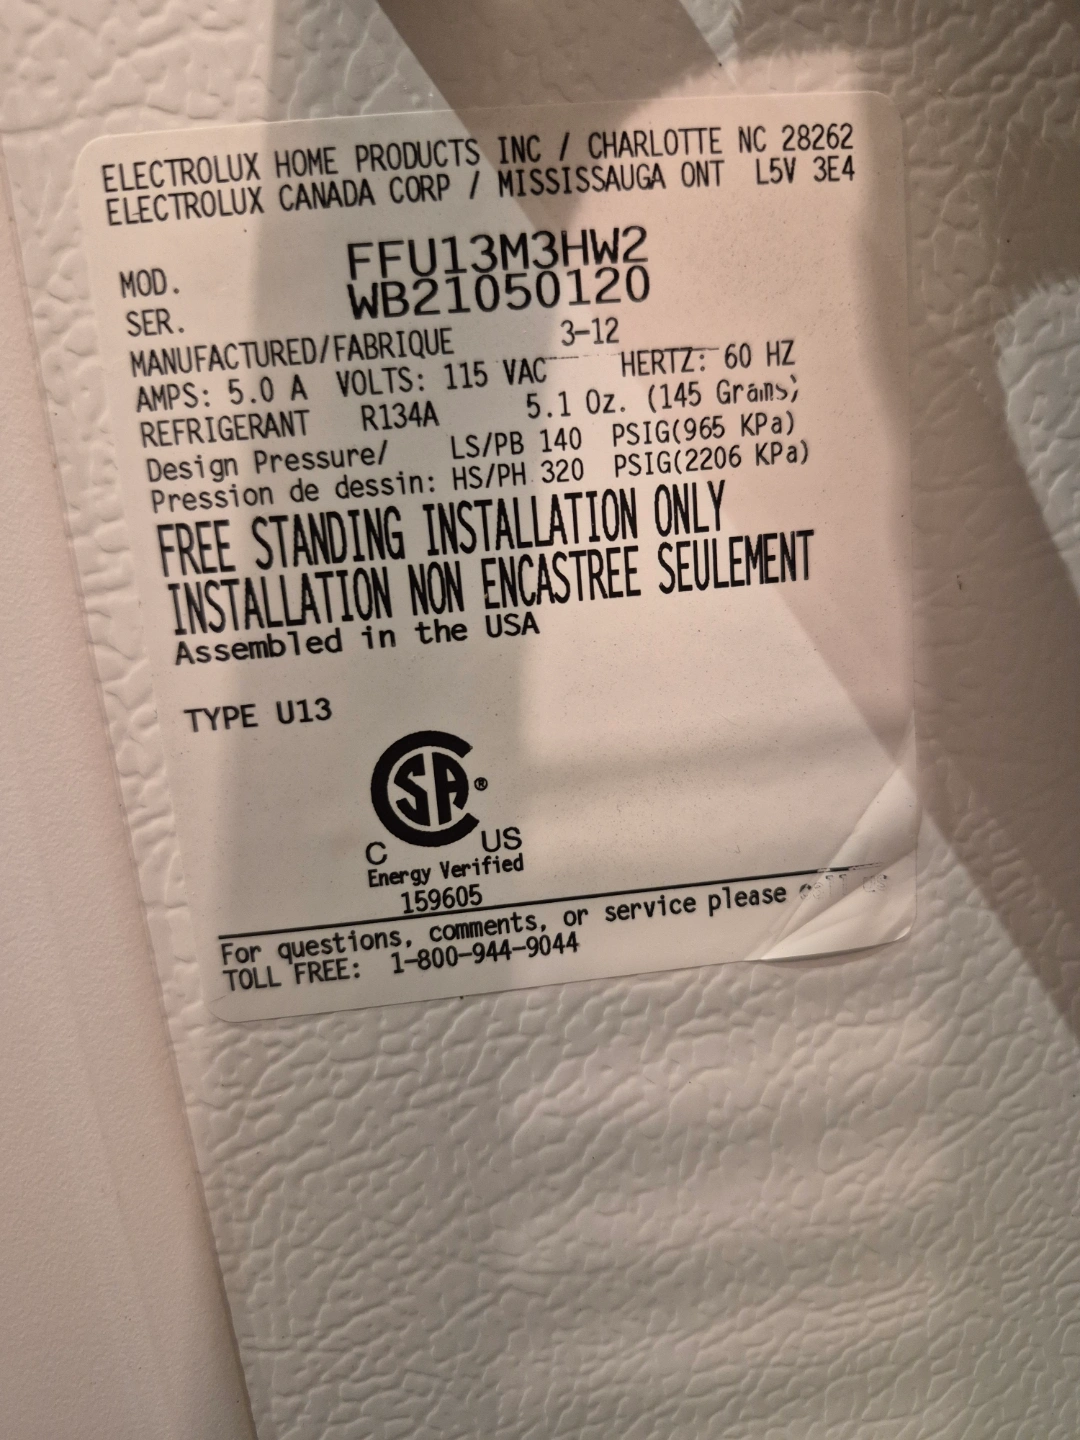 ELECTROLUX HOME PRODUCTS INC / CHARLOTTE NC 28262
ELECTROLUX CANADA CORP / MISSISSAUGA ONT L5V 3E4
MOD. FFU13M3HW2
SER. WB21050120
MANUFACTURED/FABRIQUE 3-12
AMPS: 5.0 A VOLTS: 115 VAC HERTZ: 60 HZ
REFRIGERANT R134A 5.1 Oz. (145 Grams)
Design Pressure/ LS/PB 140 PSIG(965 KPa)
Pression de dessin: HS/PH 320 PSIG(2206 KPa)
FREE STANDING INSTALLATION ONLY
INSTALLATION NON ENCASTREE SEULEMENT
Assembled in the USA
TYPE U13
SA ®
C US
Energy Verified
159605
For questions, comments, or service please call us
TOLL FREE: 1-800-944-9044